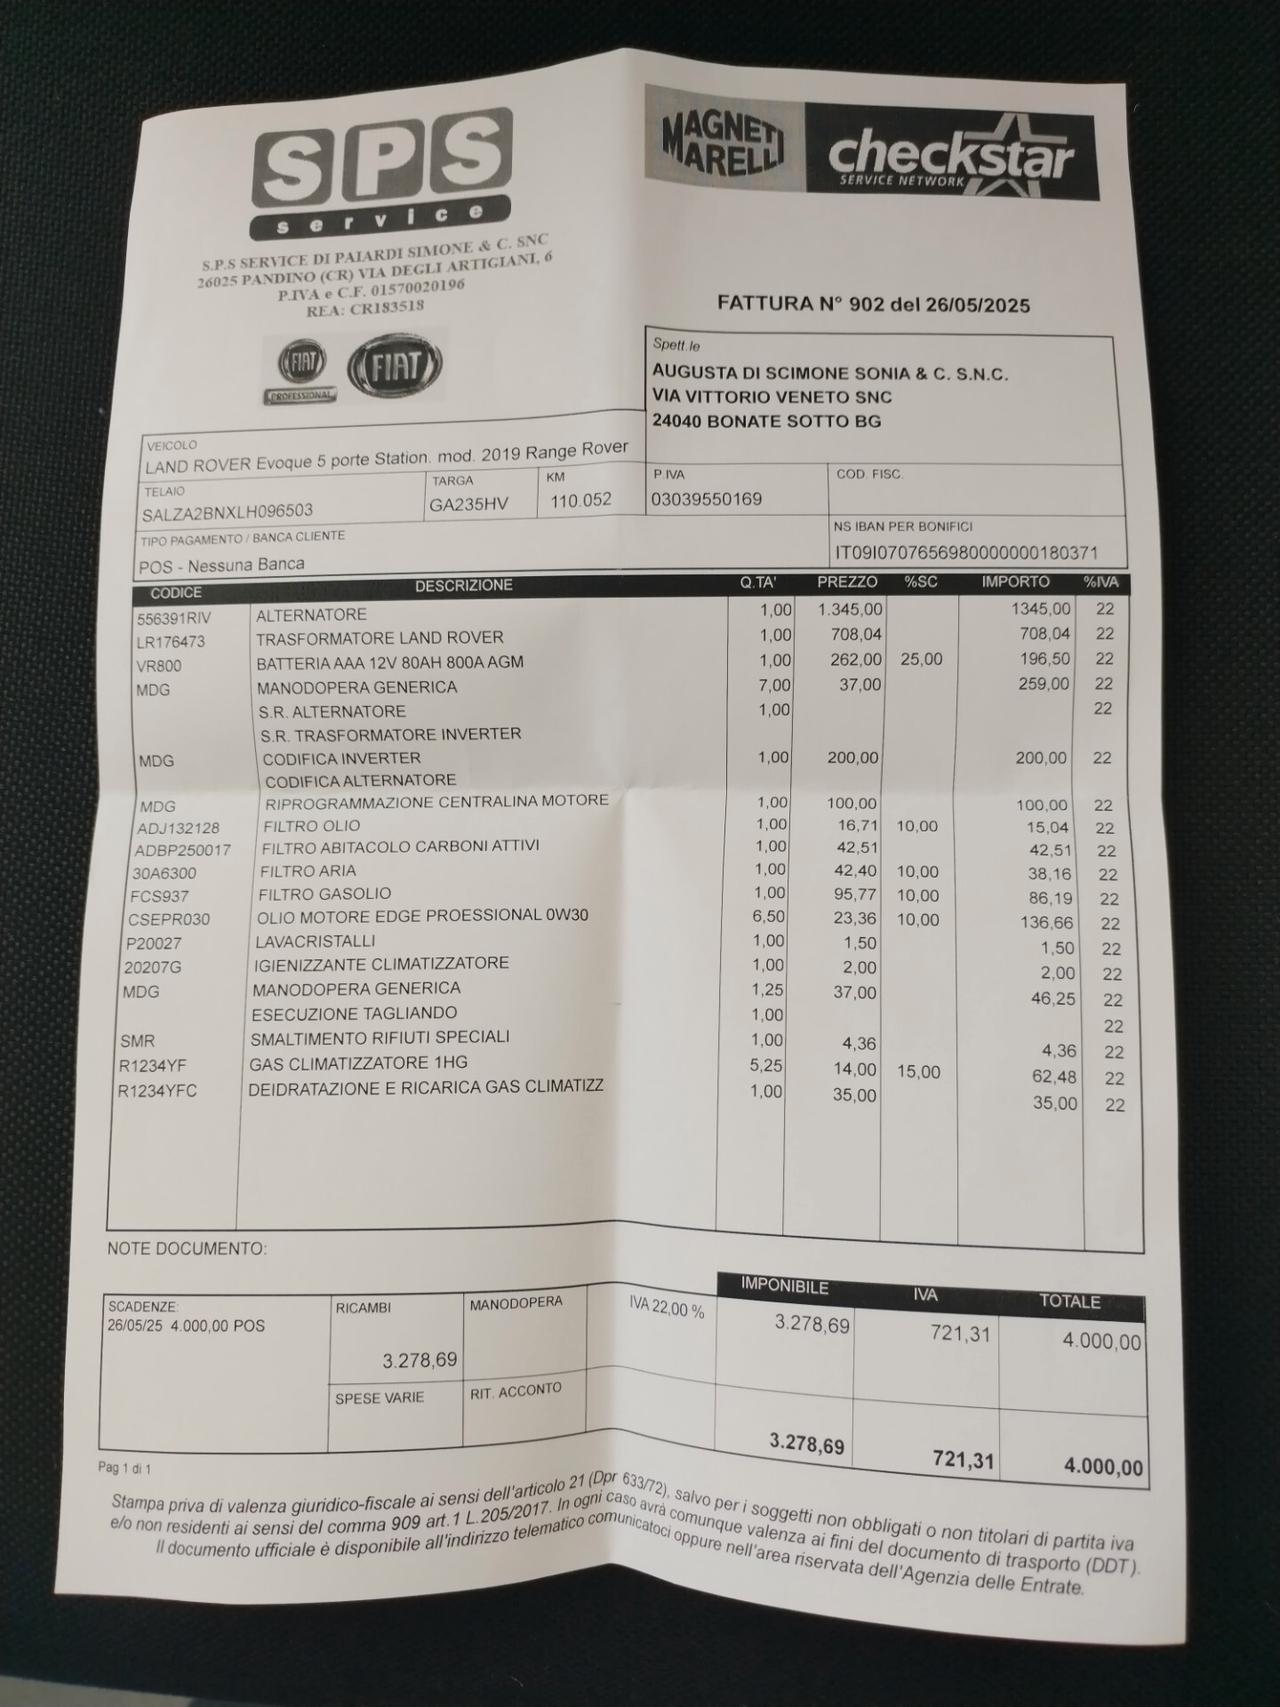 SPS
service
MAGNETI MARELLI
checkstar
SERVICE NETWORK
S.P.S SERVICE DI PAIARDI SIMONE & C. SNC
26025 PANDINO (CR) VIA DEGLI ARTIGIANI, 6
P.IVA e C.F. 01570020196
REA: CR183518
FIAT
PROFESSIONAL
FIAT
FATTURA N° 902 del 26/05/2025
Spett.le
AUGUSTA DI SCIMONE SONIA & C. S.N.C.
VIA VITTORIO VENETO SNC
24040 BONATE SOTTO BG
VEICOLO
LAND ROVER Evoque 5 porte Station. mod. 2019 Range Rover
TELAIO TARGA KM P.IVA COD. FISC.
SALZA2BNXLH096503 GA235HV 110.052 03039550169
TIPO PAGAMENTO / BANCA CLIENTE NS IBAN PER BONIFICI
POS - Nessuna Banca IT09I0707656980000000180371
CODICE DESCRIZIONE Q.TA' PREZZO %SC IMPORTO %IVA
556391RIV ALTERNATORE 1,00 1.345,00 1345,00 22
LR176473 TRASFORMATORE LAND ROVER 1,00 708,04 708,04 22
VR800 BATTERIA AAA 12V 80AH 800A AGM 1,00 262,00 25,00 196,50 22
MDG MANODOPERA GENERICA 7,00 37,00 259,00 22
S.R. ALTERNATORE 1,00 22
S.R. TRASFORMATORE INVERTER
MDG CODIFICA INVERTER 1,00 200,00 200,00 22
CODIFICA ALTERNATORE
MDG RIPROGRAMMAZIONE CENTRALINA MOTORE 1,00 100,00 100,00 22
ADJ132128 FILTRO OLIO 1,00 16,71 10,00 15,04 22
ADBP250017 FILTRO ABITACOLO CARBONI ATTIVI 1,00 42,51 42,51 22
30A6300 FILTRO ARIA 1,00 42,40 10,00 38,16 22
FCS937 FILTRO GASOLIO 1,00 95,77 10,00 86,19 22
CSEPR030 OLIO MOTORE EDGE PROESSIONAL 0W30 6,50 23,36 10,00 136,66 22
P20027 LAVACRISTALLI 1,00 1,50 1,50 22
20207G IGIENIZZANTE CLIMATIZZATORE 1,00 2,00 2,00 22
MDG MANODOPERA GENERICA 1,25 37,00 46,25 22
ESECUZIONE TAGLIANDO 1,00 22
SMR SMALTIMENTO RIFIUTI SPECIALI 1,00 4,36 4,36 22
R1234YF GAS CLIMATIZZATORE 1HG 5,25 14,00 15,00 62,48 22
R1234YFC DEIDRATAZIONE E RICARICA GAS CLIMATIZZ 1,00 35,00 35,00 22
NOTE DOCUMENTO:
IMPONIBILE IVA TOTALE
SCADENZE: RICAMBI MANODOPERA IVA 22,00 % 3.278,69 721,31 4.000,00
26/05/25 4.000,00 POS
3.278,69
SPESE VARIE RIT. ACCONTO
3.278,69 721,31 4.000,00
Pag 1 di 1
Stampa priva di valenza giuridico-fiscale ai sensi dell'articolo 21 (Dpr 633/72), salvo per i soggetti non obbligati o non titolari di partita iva
e/o non residenti ai sensi del comma 909 art.1 L.205/2017. In ogni caso avrà comunque valenza ai fini del documento di trasporto (DDT).
Il documento ufficiale è disponibile all'indirizzo telematico comunicatoci oppure nell'area riservata dell'Agenzia delle Entrate.